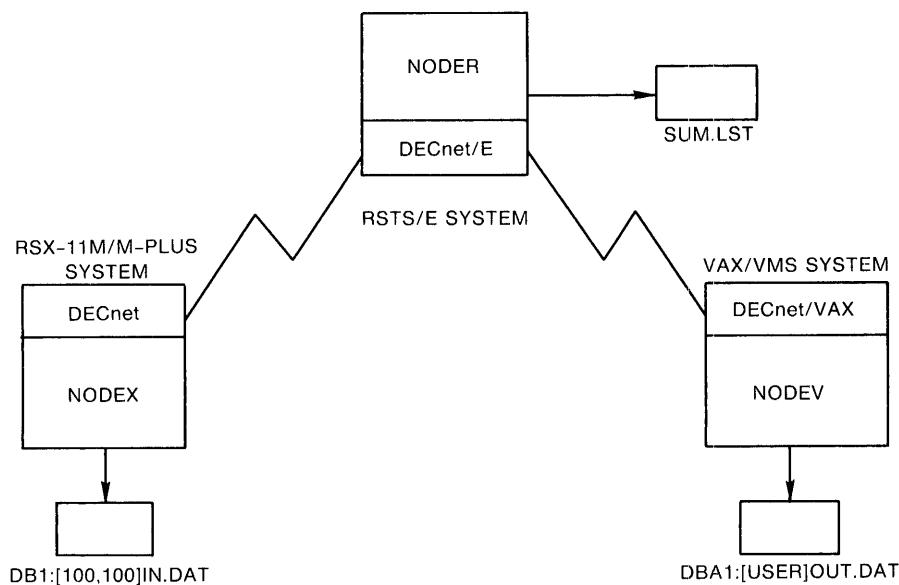 NODER
DECnet/E
SUM.LST
RSTS/E SYSTEM
RSX-11M/M-PLUS
SYSTEM
DECnet
NODEX
DB1:[100,100]IN.DAT
VAX/VMS SYSTEM
DECnet/VAX
NODEV
DBA1:[USER]OUT.DAT